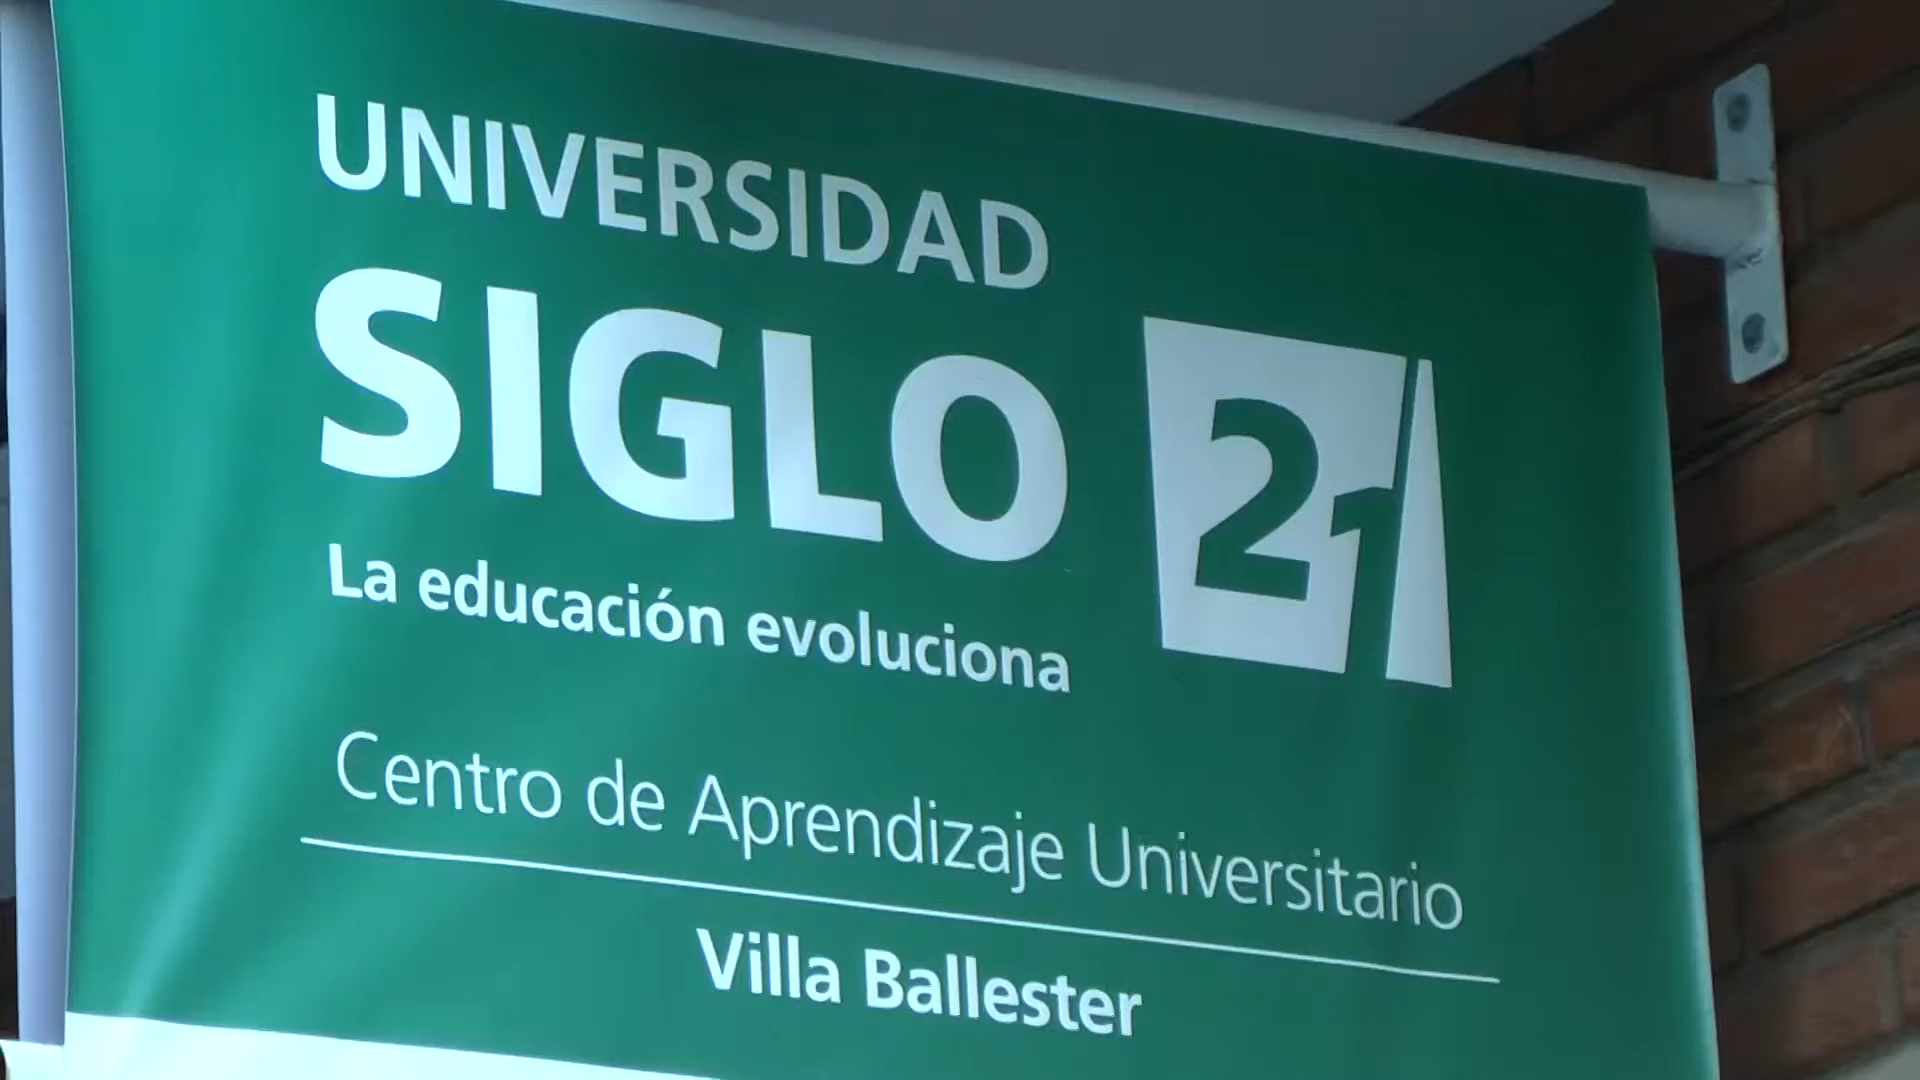 UNIVERSIDAD
SIGLO 21
La educación evoluciona
Centro de Aprendizaje Universitario
Villa Ballester